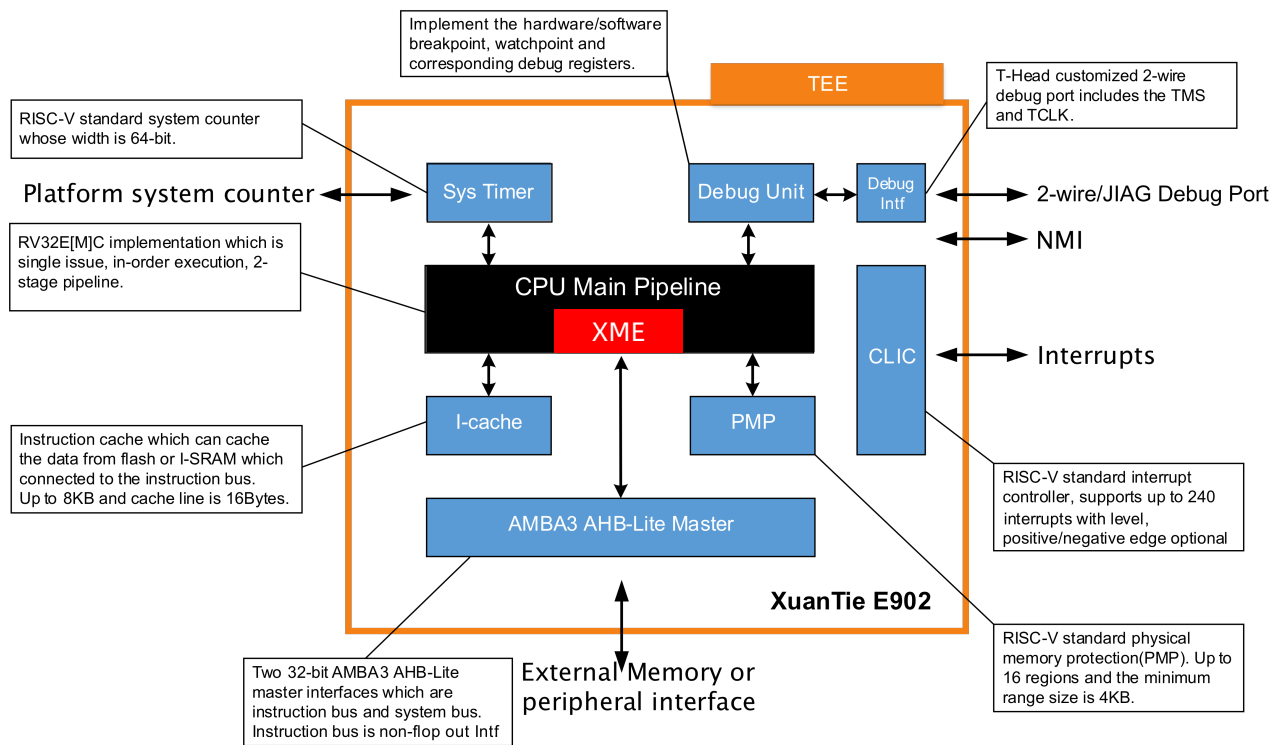 Implement the hardware/software
breakpoint, watchpoint and
corresponding debug registers.
TEE
T-Head customized 2-wire
debug port includes the TMS
and TCLK.
RISC-V standard system counter
whose width is 64-bit.
Platform system counter
Sys Timer
Debug Unit
Debug
Intf
2-wire/JIAG Debug Port
NMI
RV32E[M]C implementation which is
single issue, in-order execution, 2-
stage pipeline.
CPU Main Pipeline
XME
CLIC
Interrupts
I-cache
PMP
Instruction cache which can cache
the data from flash or I-SRAM which
connected to the instruction bus.
Up to 8KB and cache line is 16Bytes.
RISC-V standard interrupt
controller, supports up to 240
interrupts with level,
positive/negative edge optional
AMBA3 AHB-Lite Master
XuanTie E902
RISC-V standard physical
memory protection(PMP). Up to
16 regions and the minimum
range size is 4KB.
Two 32-bit AMBA3 AHB-Lite
master interfaces which are
instruction bus and system bus.
Instruction bus is non-flop out Intf
External Memory or
peripheral interface